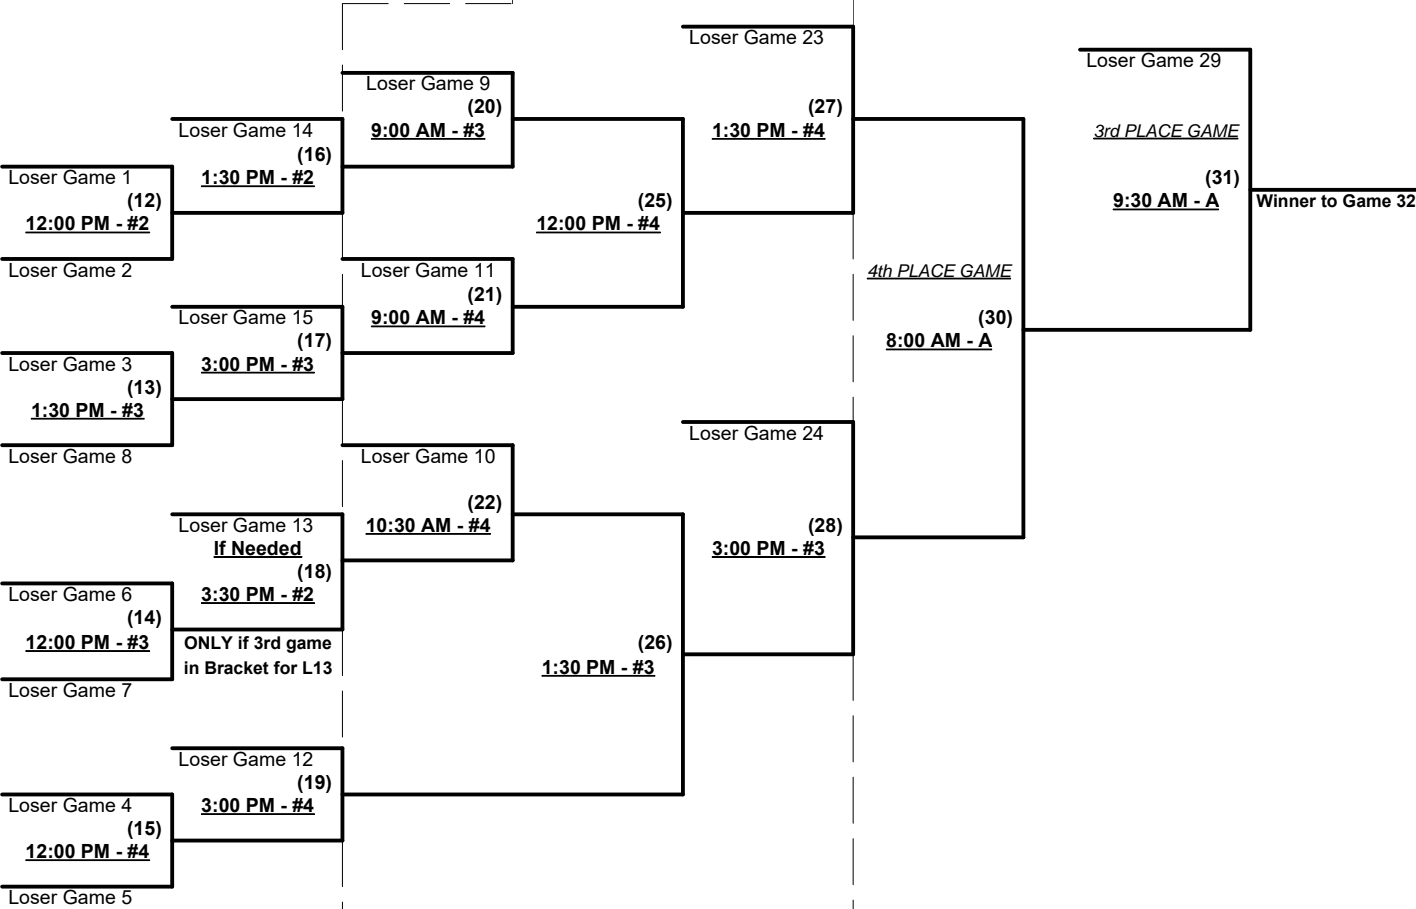 Loser Game 23
Loser Game 29
Loser Game 9
(20)
9:00 AM - #3
(27)
1:30 PM - #4
3rd PLACE GAME
Loser Game 14
(16)
1:30 PM - #2
Loser Game 1
(12)
12:00 PM - #2
(25)
12:00 PM - #4
(31)
9:30 AM - A
Winner to Game 32
Loser Game 2
Loser Game 11
(21)
9:00 AM - #4
4th PLACE GAME
Loser Game 15
(17)
3:00 PM - #3
(30)
8:00 AM - A
Loser Game 3
(13)
1:30 PM - #3
Loser Game 8
Loser Game 10
Loser Game 24
(22)
10:30 AM - #4
Loser Game 13
If Needed
(18)
3:30 PM - #2
(28)
3:00 PM - #3
Loser Game 6
(14)
12:00 PM - #3
ONLY if 3rd game
in Bracket for L13
(26)
1:30 PM - #3
Loser Game 7
Loser Game 12
(19)
3:00 PM - #4
Loser Game 4
(15)
12:00 PM - #4
Loser Game 5